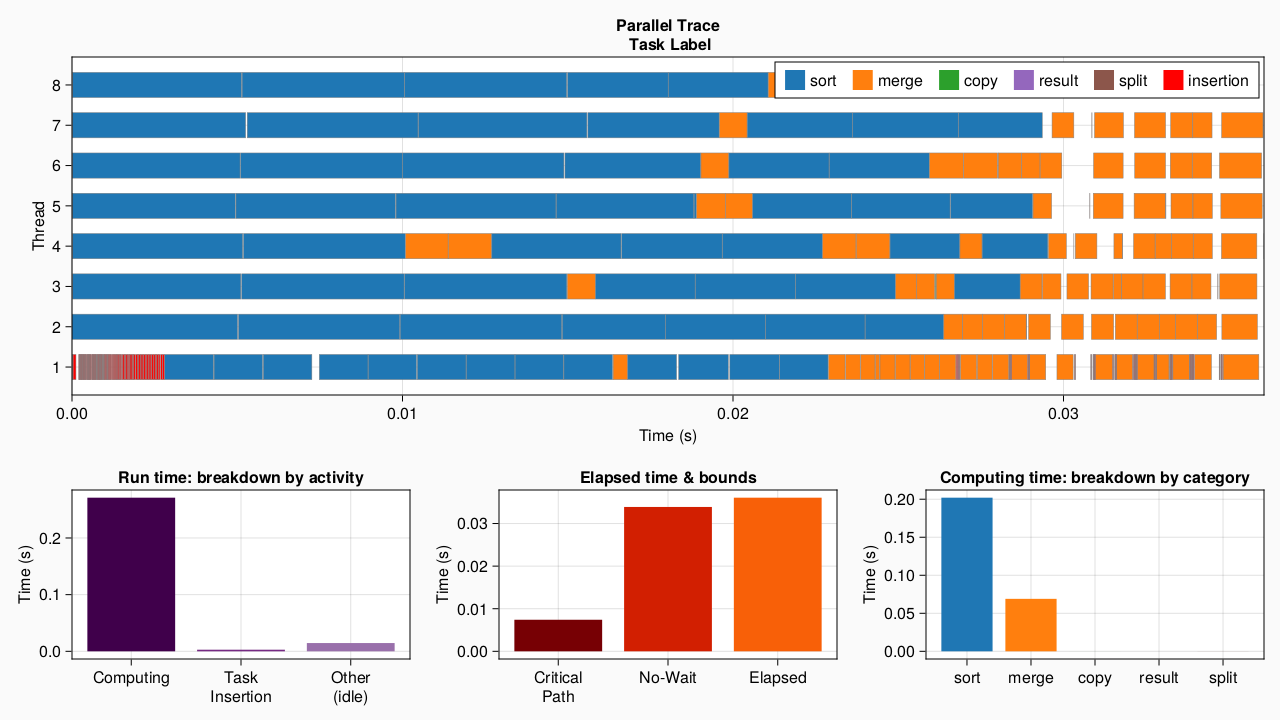 Parallel Trace
Task Label
sort merge copy result split insertion
Thread
8
7
6
5
4
3
2
1
0.00 0.01 0.02 0.03
Time (s)
Run time: breakdown by activity
Time (s)
0.2
0.1
0.0
Computing Task Insertion Other (idle)
Elapsed time & bounds
Time (s)
0.03
0.02
0.01
0.00
Critical Path No-Wait Elapsed
Computing time: breakdown by category
Time (s)
0.20
0.15
0.10
0.05
0.00
sort merge copy result split